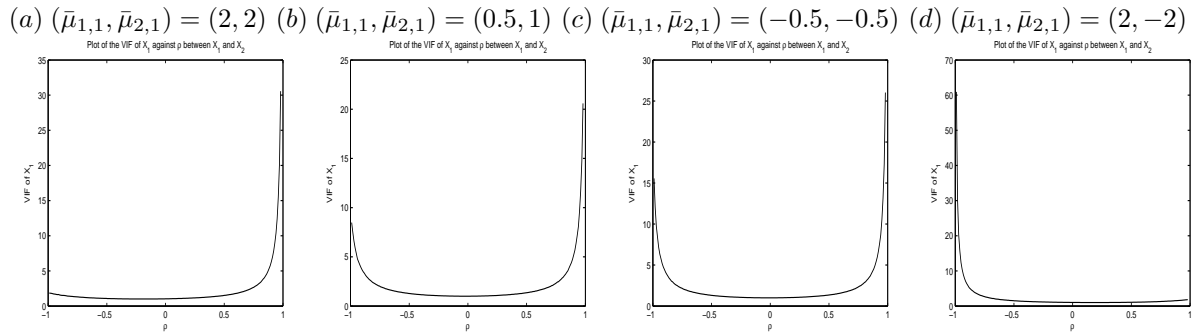 (a) (μ̄1,1, μ̄2,1) = (2, 2) (b) (μ̄1,1, μ̄2,1) = (0.5, 1) (c) (μ̄1,1, μ̄2,1) = (−0.5, −0.5) (d) (μ̄1,1, μ̄2,1) = (2, −2)
Plot of the VIF of X1 against ρ between X1 and X2
35
30
25
20
15
10
5
0
VIF of X1
−1 −0.5 0 0.5 1
ρ
Plot of the VIF of X1 against ρ between X1 and X2
25
20
15
10
5
0
VIF of X1
−1 −0.5 0 0.5 1
ρ
Plot of the VIF of X1 against ρ between X1 and X2
30
25
20
15
10
5
0
VIF of X1
−1 −0.5 0 0.5 1
ρ
Plot of the VIF of X1 against ρ between X1 and X2
70
60
50
40
30
20
10
0
VIF of X1
−1 −0.5 0 0.5 1
ρ